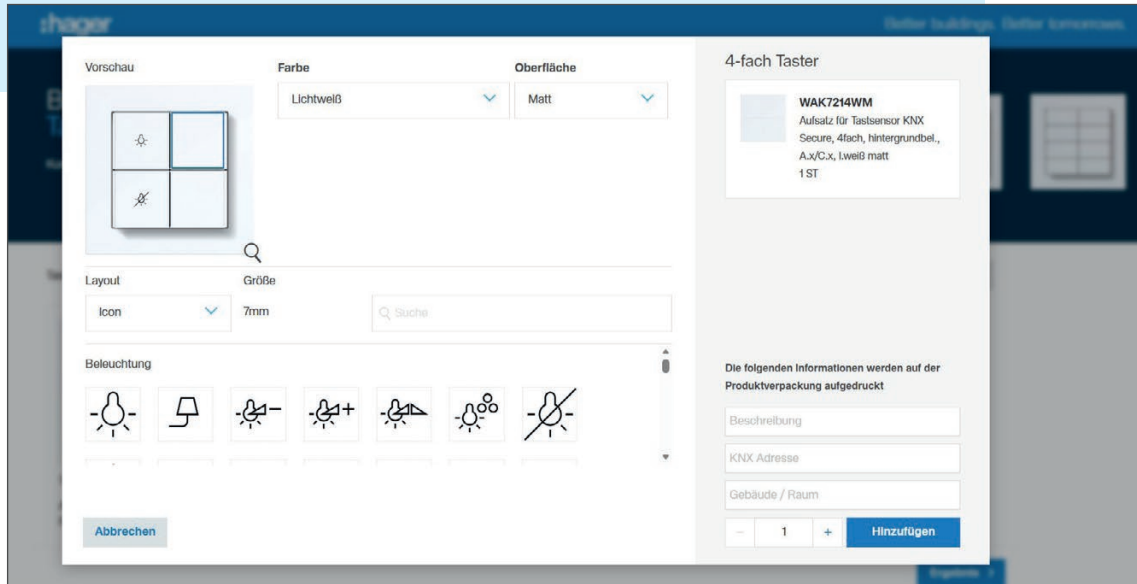 :hager
Better buildings. Better tomorrows.
Vorschau
Farbe
Oberfläche
Lichtweiß
Matt
Layout
Größe
Icon
7mm
Suche
Beleuchtung
Abbrechen
4-fach Taster
WAK7214WM
Aufsatz für Tastsensor KNX
Secure, 4fach, hintergrundbel.,
A.x/C.x, l.weiß matt
1 ST
Die folgenden Informationen werden auf der
Produktverpackung aufgedruckt
Beschreibung
KNX Adresse
Gebäude / Raum
1
Hinzufügen
Ergebnis